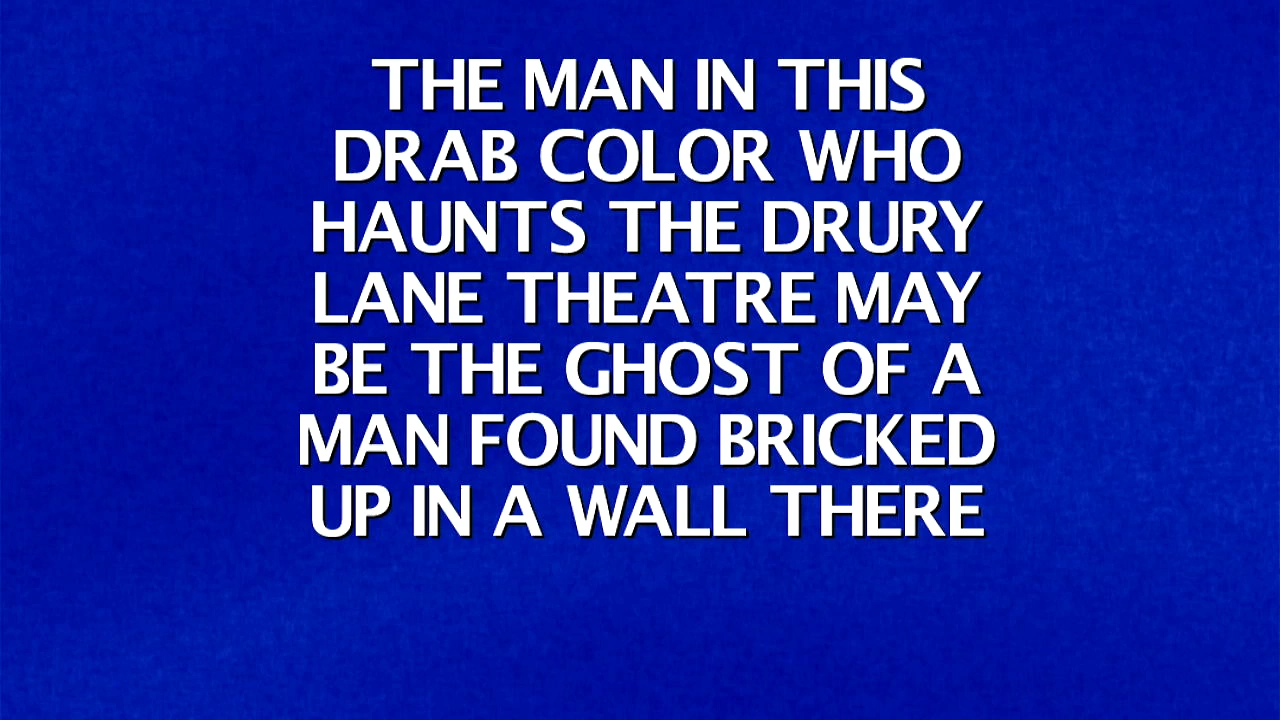 THE MAN IN THIS
DRAB COLOR WHO
HAUNTS THE DRURY
LANE THEATRE MAY
BE THE GHOST OF A
MAN FOUND BRICKED
UP IN A WALL THERE